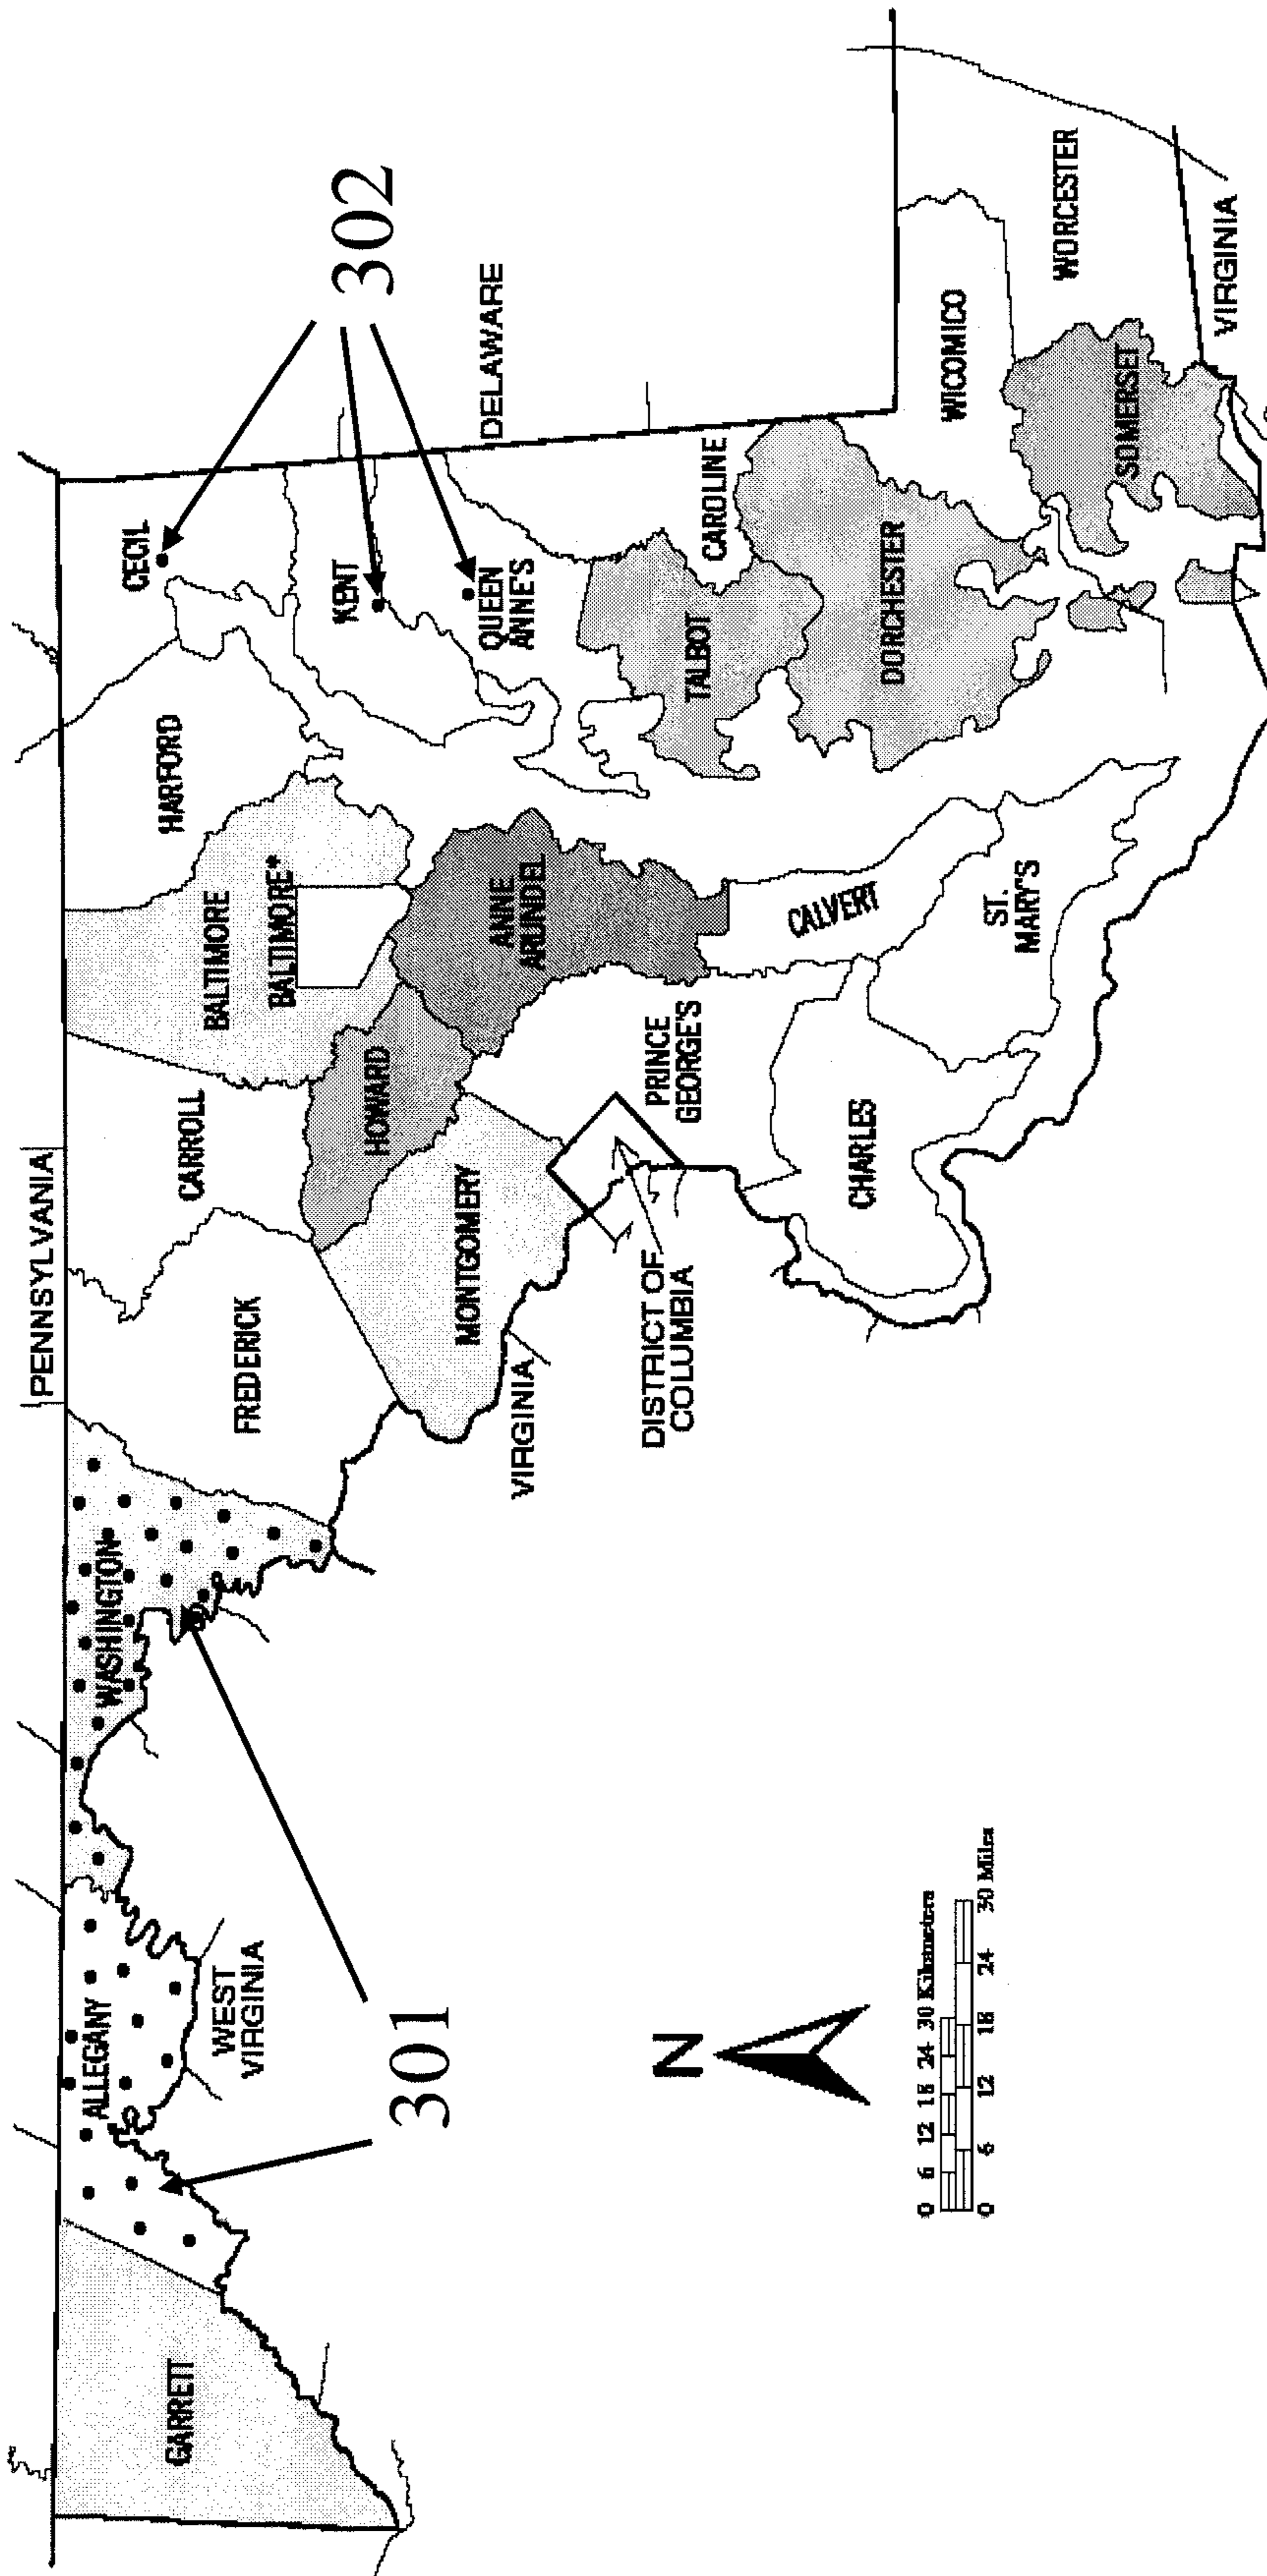 PENNSYLVANIA
GARRETT
ALLEGANY
WASHINGTON
FREDERICK
CARROLL
BALTIMORE
BALTIMORE*
HARFORD
CECIL
302
KENT
QUEEN
ANNE'S
DELAWARE
WEST
VIRGINIA
301
HOWARD
MONTGOMERY
ANNE
ARUNDEL
VIRGINIA
DISTRICT OF
COLUMBIA
PRINCE
GEORGE'S
TALBOT
CAROLINE
CALVERT
CHARLES
ST.
MARY'S
DORCHESTER
WICOMICO
WORCESTER
SOMERSET
VIRGINIA
N
0 6 12 18 24 30 Kilometers
0 6 12 18 24 30 Miles